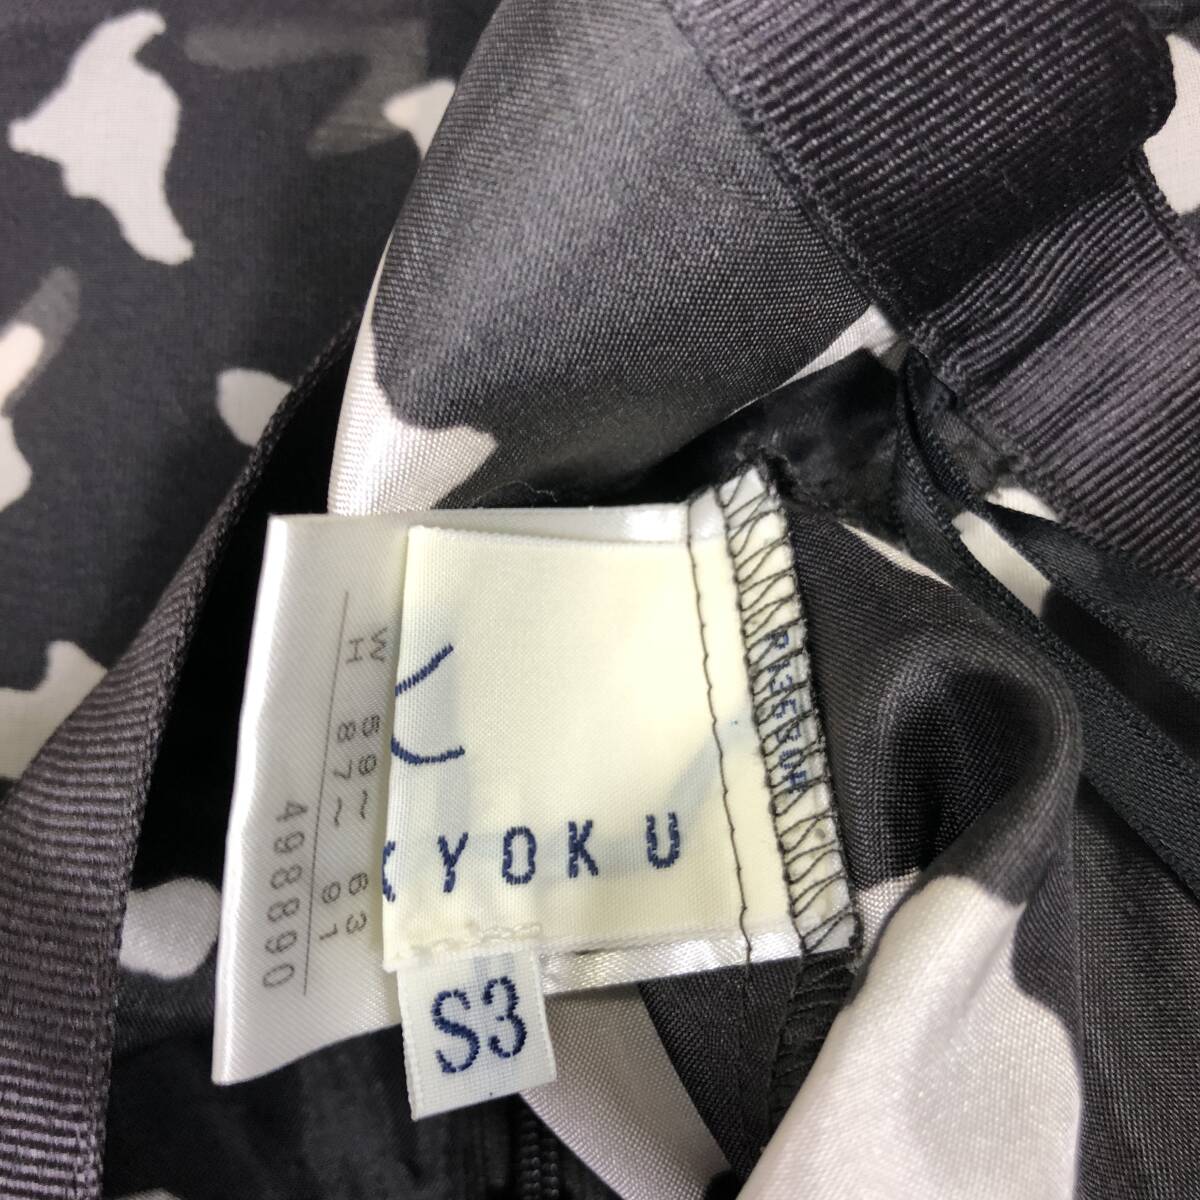 KYOKU
S3
W 59~ 63
H 87~ 91
498890